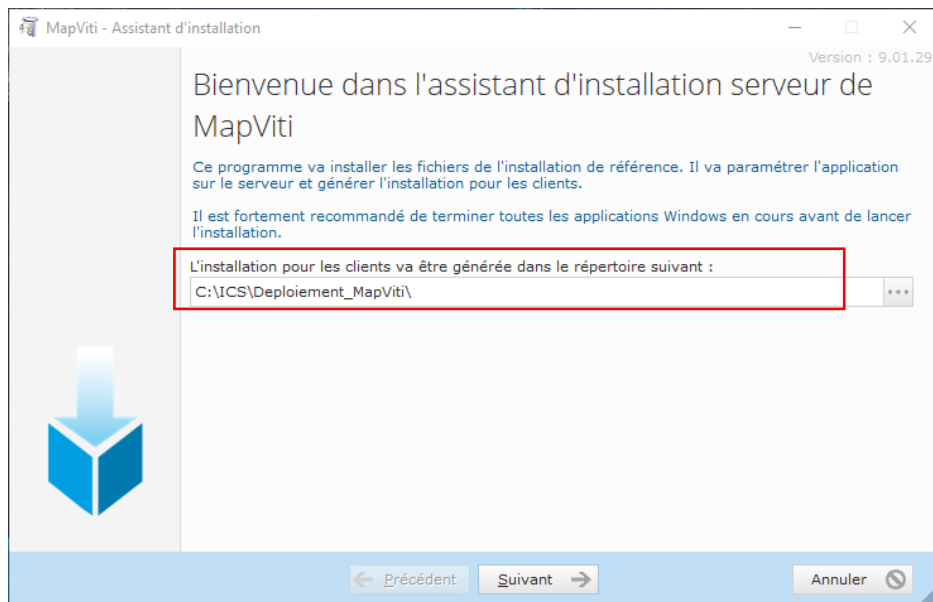 MapViti - Assistant d'installation
Version : 9.01.29
Bienvenue dans l'assistant d'installation serveur de
MapViti
Ce programme va installer les fichiers de l'installation de référence. Il va paramétrer l'application
sur le serveur et générer l'installation pour les clients.
Il est fortement recommandé de terminer toutes les applications Windows en cours avant de lancer
l'installation.
L'installation pour les clients va être générée dans le répertoire suivant :
C:\ICS\Deploiement_MapViti\
Précédent
Suivant
Annuler